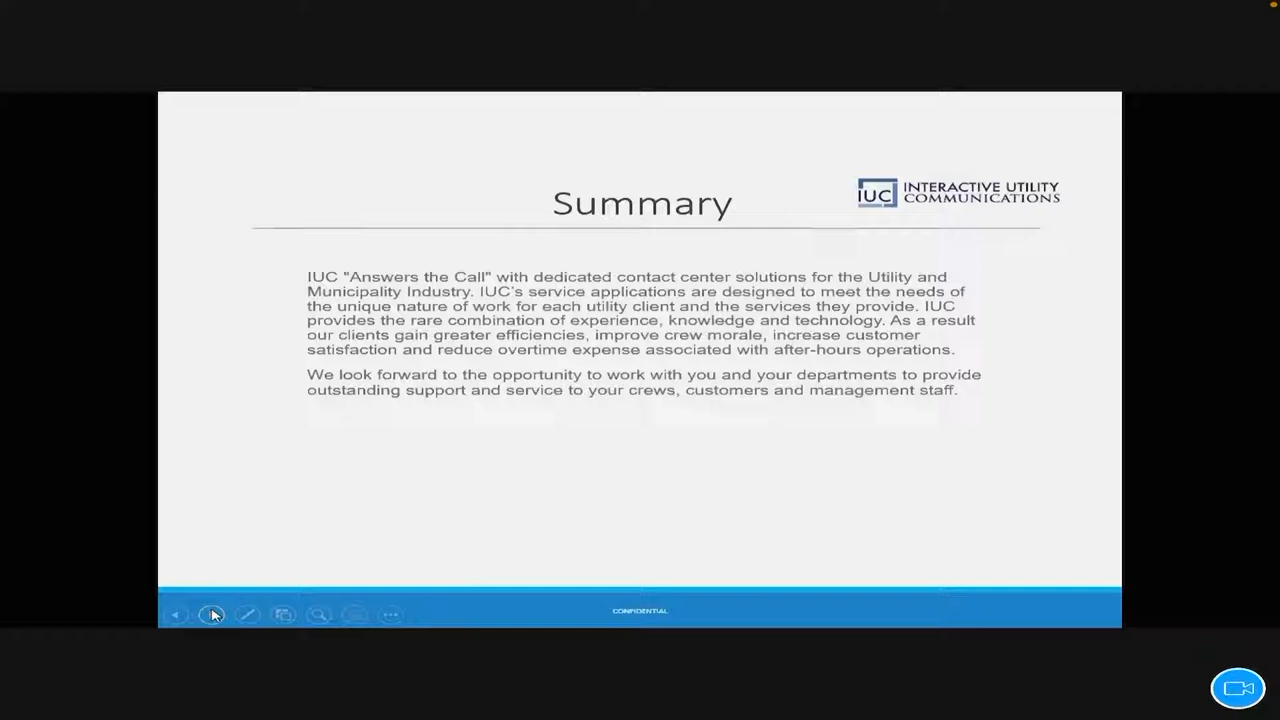 Summary
IUC INTERACTIVE UTILITY
COMMUNICATIONS
IUC "Answers the Call" with dedicated contact center solutions for the Utility and
Municipality Industry. IUC's service applications are designed to meet the needs of
the unique nature of work for each utility client and the services they provide. IUC
provides the rare combination of experience, knowledge and technology. As a result
our clients gain greater efficiencies, improve crew morale, increase customer
satisfaction and reduce overtime expense associated with after-hours operations.
We look forward to the opportunity to work with you and your departments to provide
outstanding support and service to your crews, customers and management staff.
CONFIDENTIAL